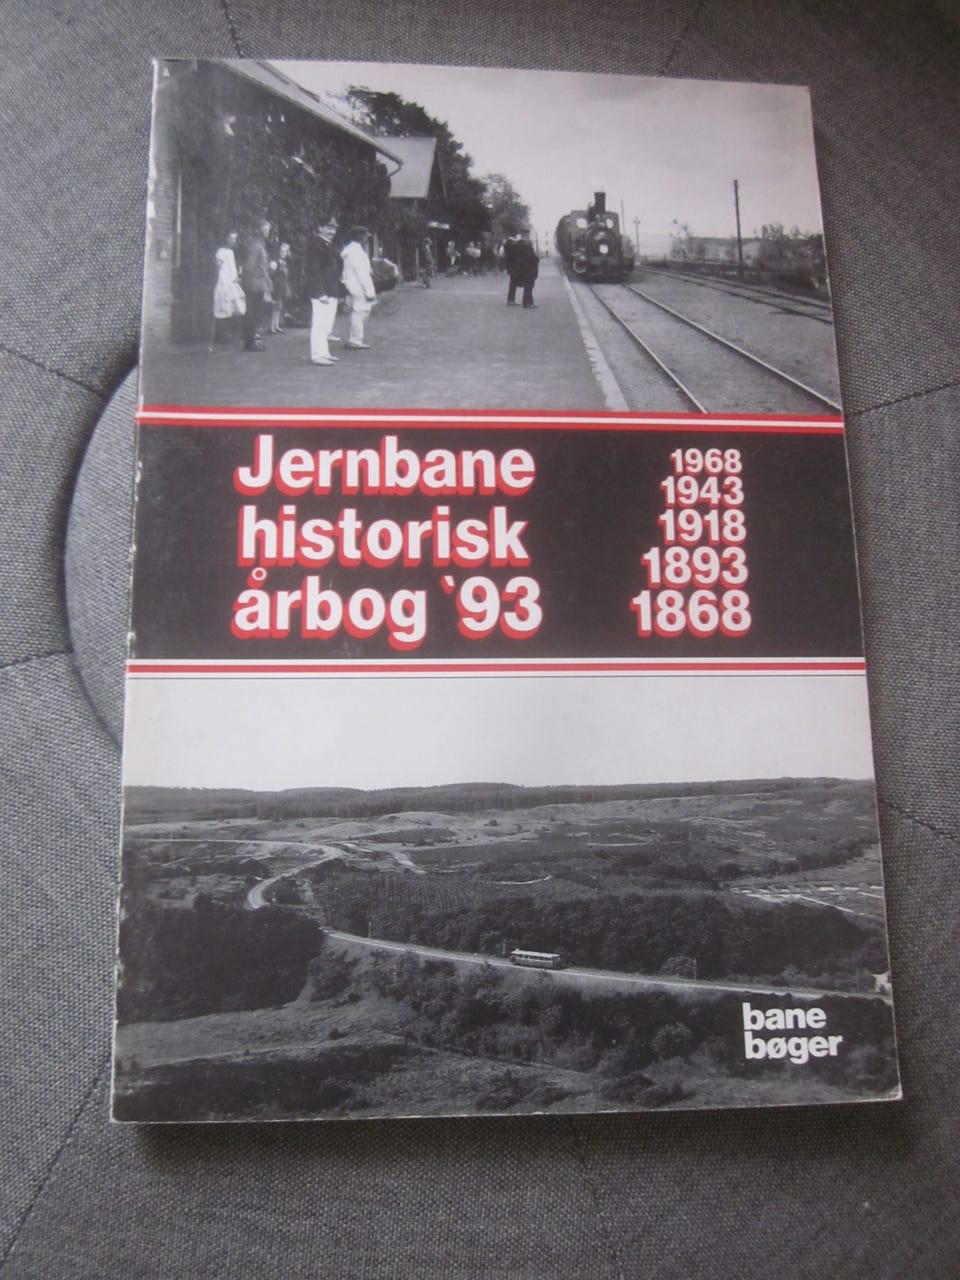 Jernbane
historisk
årbog '93
1968
1943
1918
1893
1868
bane
bøger